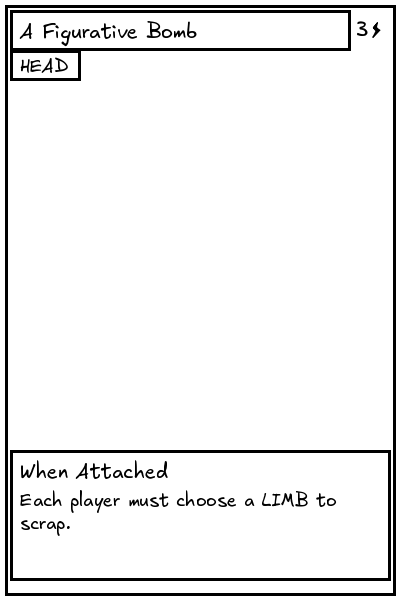 A Figurative Bomb
3⚡
HEAD
When Attached
Each player must choose a LIMB to
scrap.